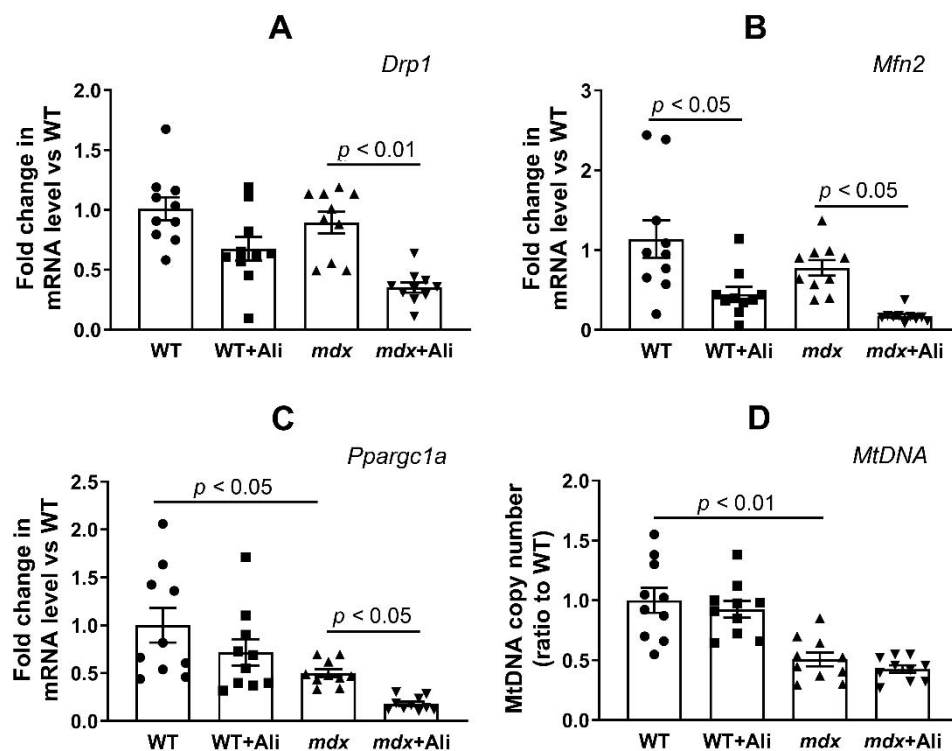 A
Drp1
Fold change in
mRNA level vs WT
2.0
1.5
1.0
0.5
0.0
p < 0.01
WT
WT+Ali
mdx
mdx+Ali
B
Mfn2
Fold change in
mRNA level vs WT
3
2
1
0
p < 0.05
p < 0.05
WT
WT+Ali
mdx
mdx+Ali
C
Ppargc1a
Fold change in
mRNA level vs WT
2.5
2.0
1.5
1.0
0.5
0.0
p < 0.05
p < 0.05
WT
WT+Ali
mdx
mdx+Ali
D
MtDNA
MtDNA copy number
(ratio to WT)
2.0
1.5
1.0
0.5
0.0
p < 0.01
WT
WT+Ali
mdx
mdx+Ali